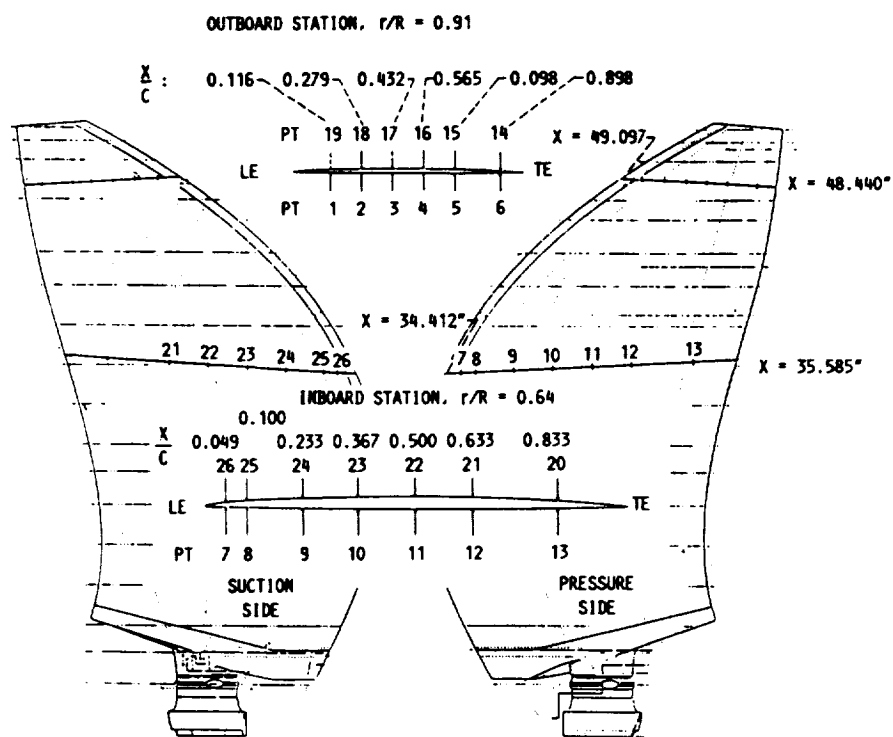 OUTBOARD STATION, r/R = 0.91
X/C : 0.116 0.279 0.432 0.565 0.098 0.898
PT 19 18 17 16 15 14 X = 49.097
LE TE
X = 48.440"
PT 1 2 3 4 5 6
X = 34.412"
21 22 23 24 25 26 7 8 9 10 11 12 13
X = 35.585"
INBOARD STATION, r/R = 0.64
0.100
X/C 0.049 0.233 0.367 0.500 0.633 0.833
26 25 24 23 22 21 20
LE TE
PT 7 8 9 10 11 12 13
SUCTION PRESSURE
SIDE SIDE